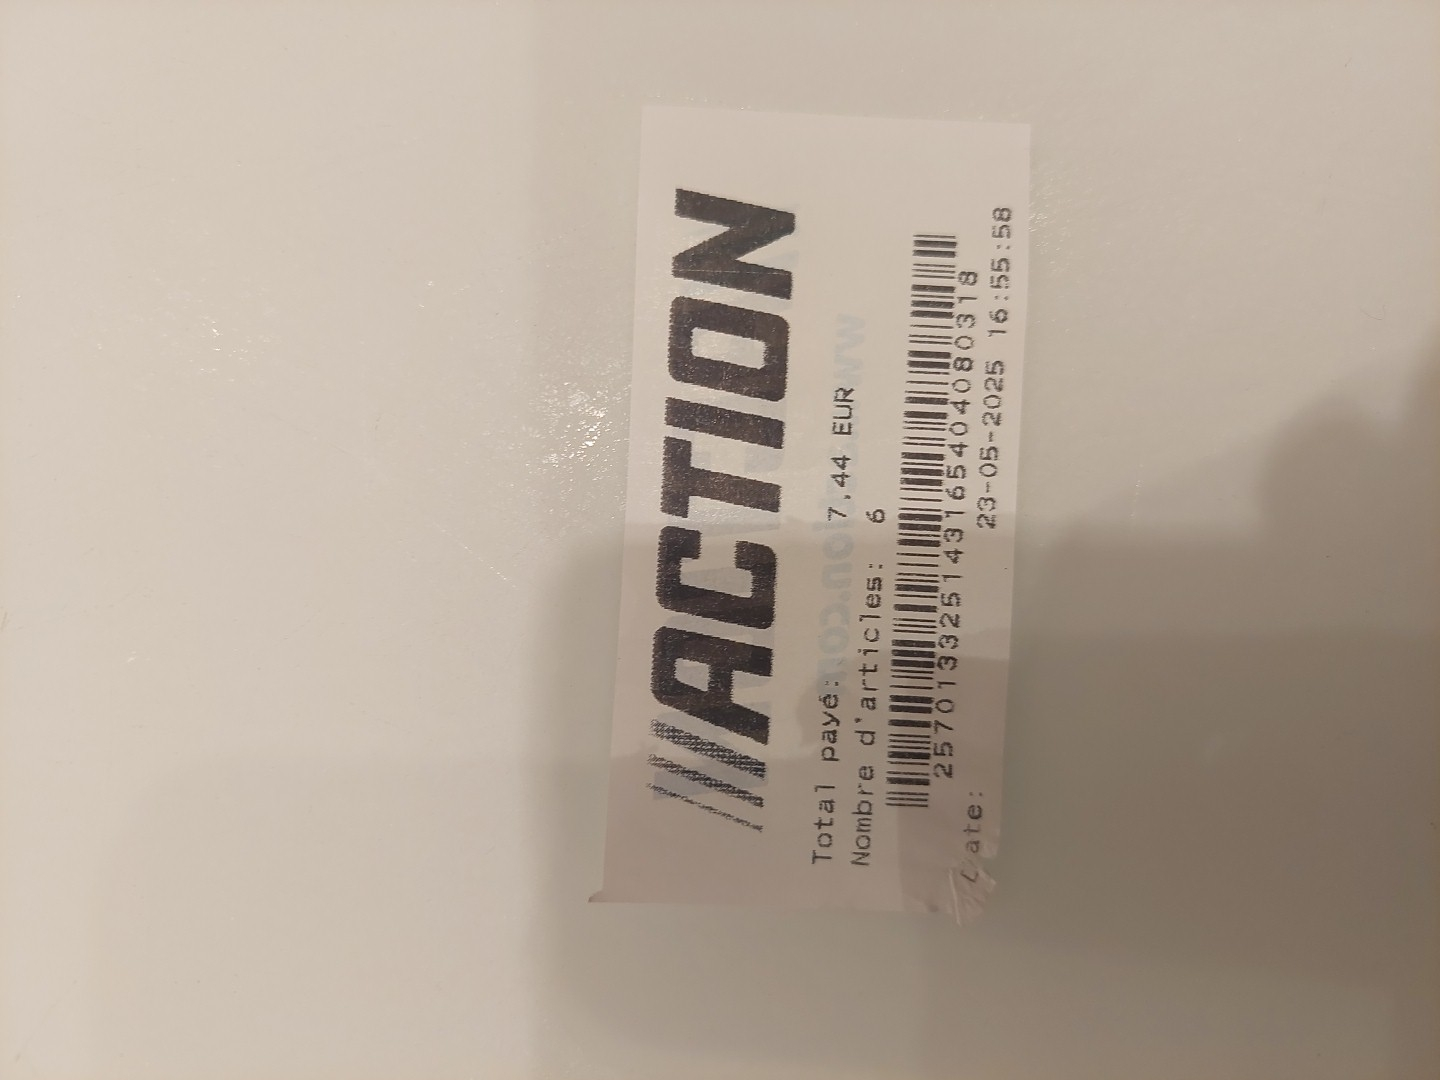 ACTION
Total payé: 7,44 EUR
Nombre d'articles: 6
2570133251431654040803​18
Date: 23-05-2025 16:55:58